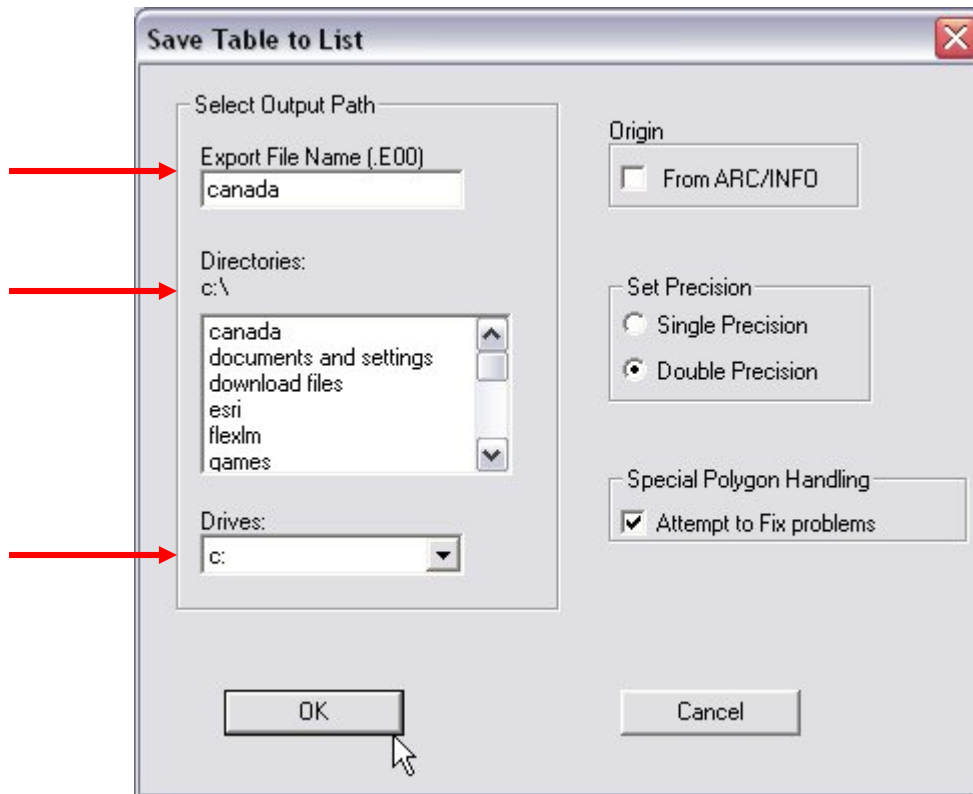 Save Table to List
Select Output Path
Export File Name (.E00)
canada
Directories:
c:\
canada
documents and settings
download files
esri
flexlm
games
Drives:
c:
Origin
From ARC/INFO
Set Precision
Single Precision
Double Precision
Special Polygon Handling
Attempt to Fix problems
OK
Cancel